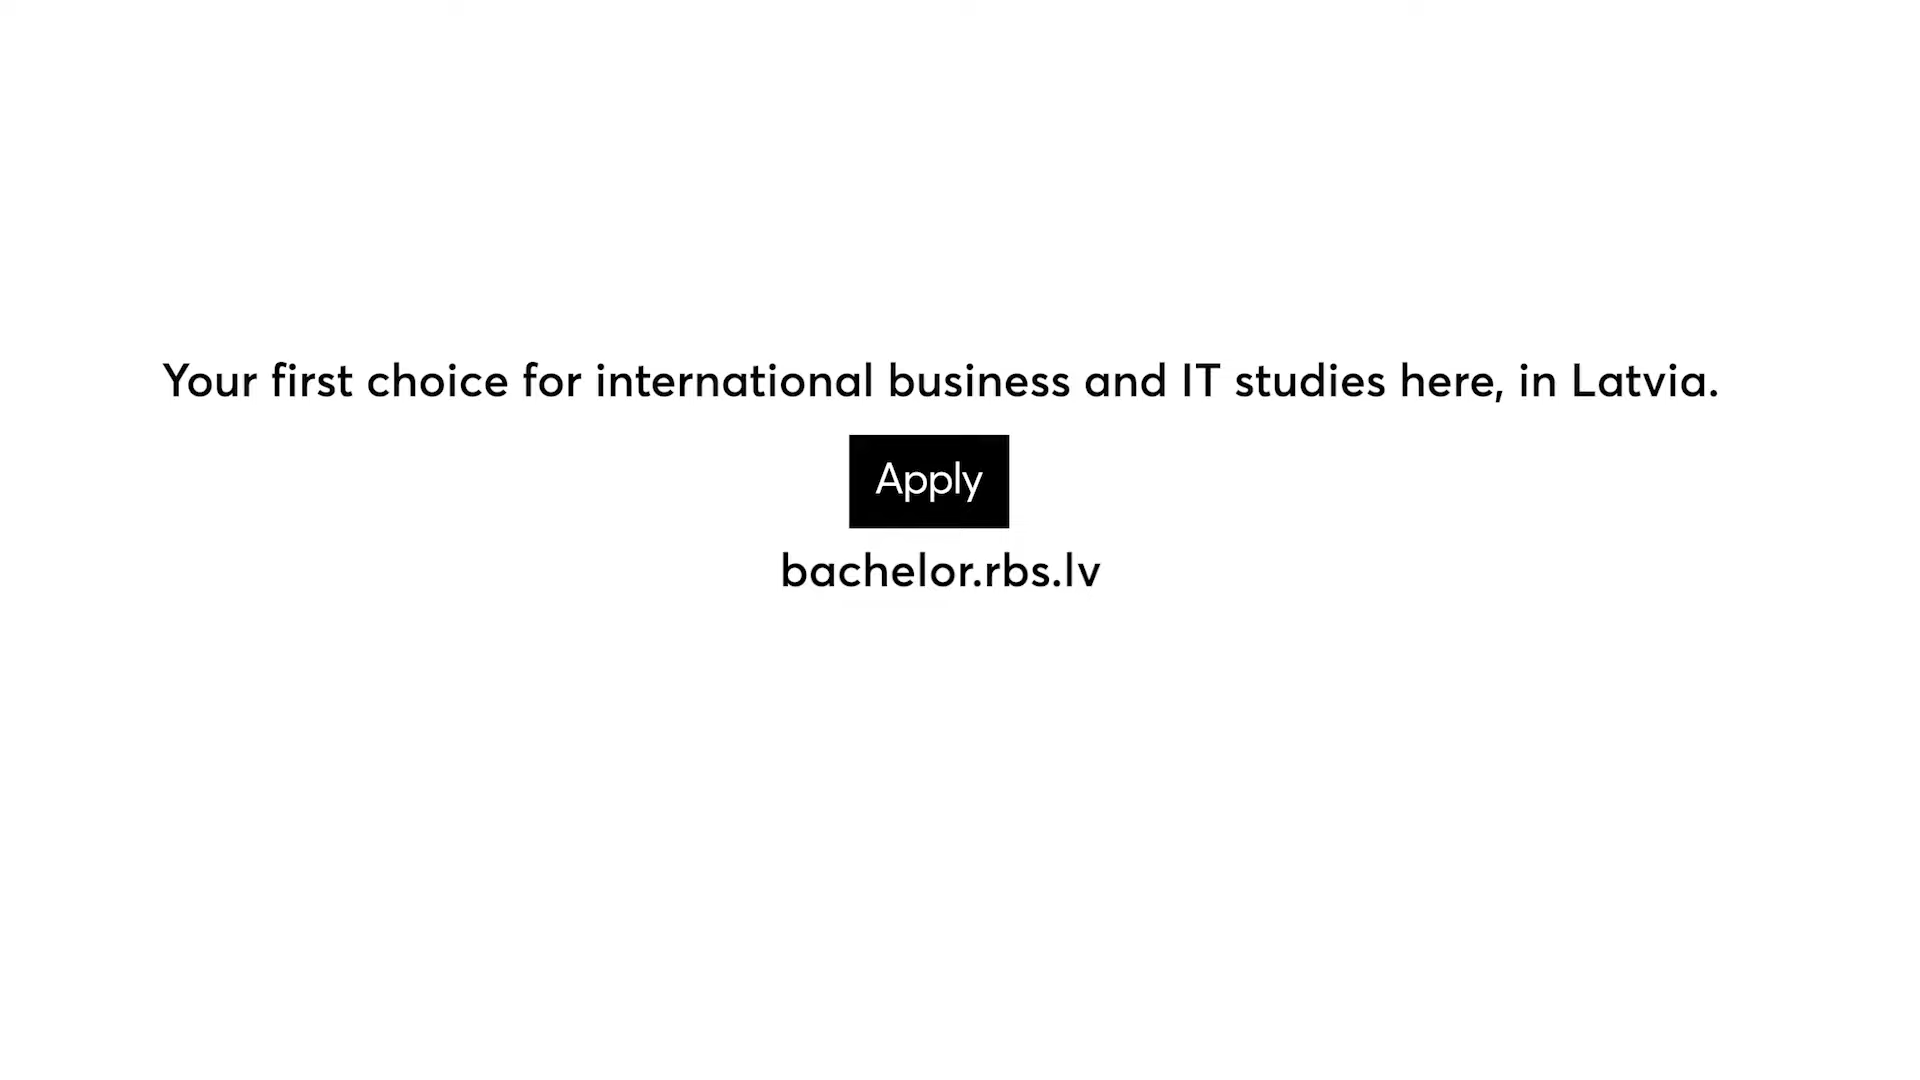 Your first choice for international business and IT studies here, in Latvia.
Apply
bachelor.rbs.lv